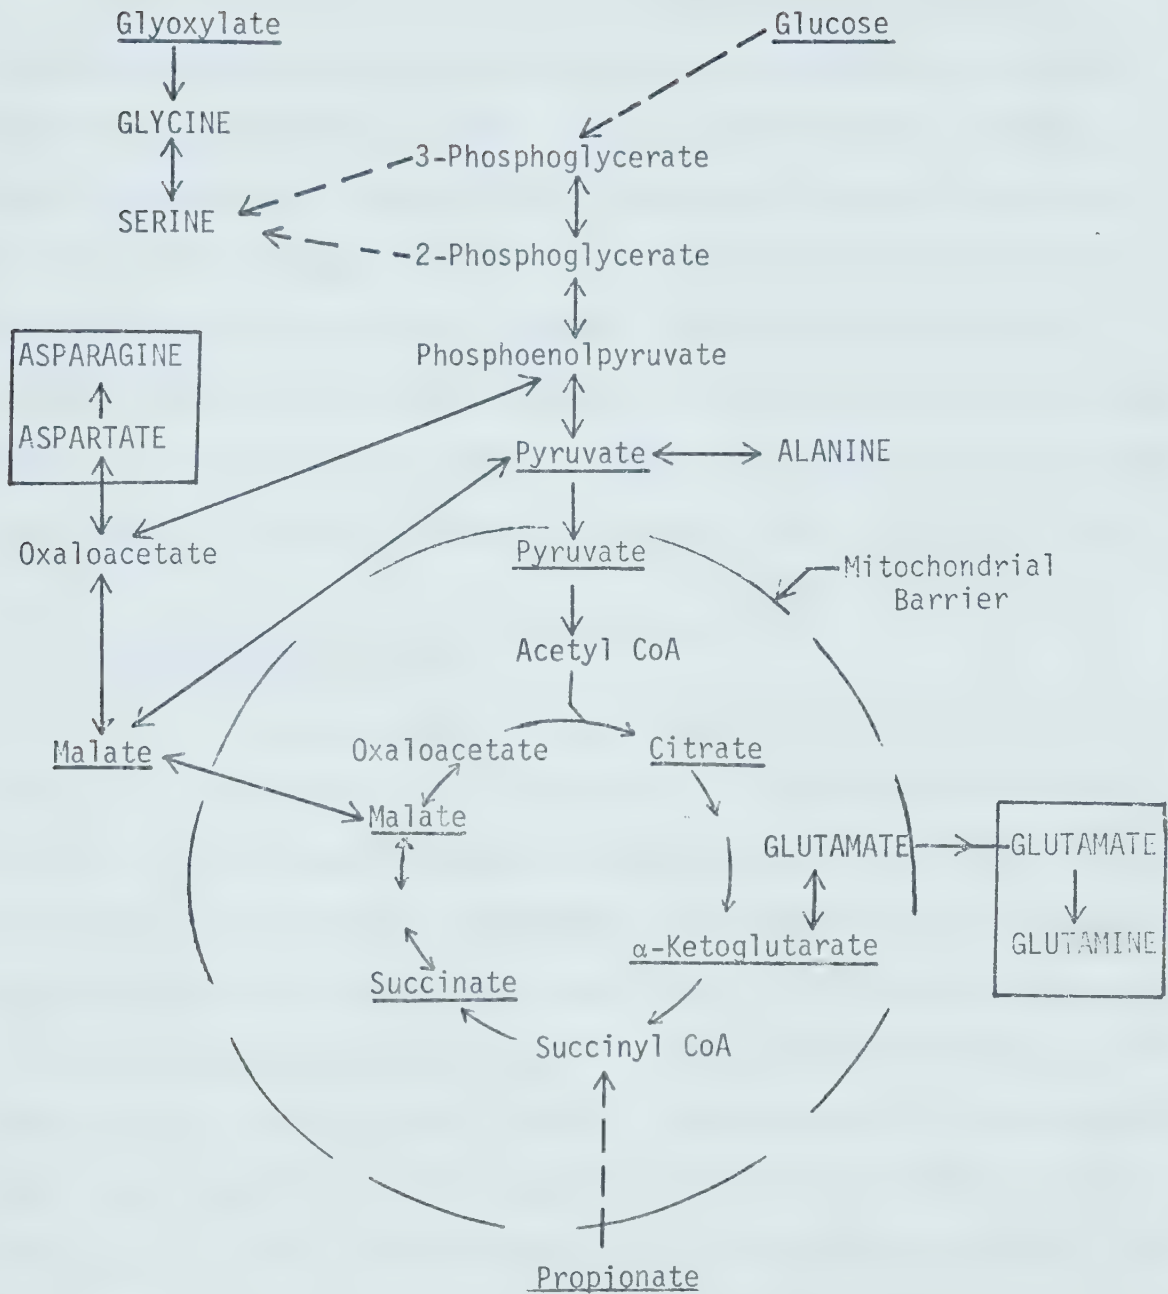 Glyoxylate
Glucose
GLYCINE
3-Phosphoglycerate
SERINE
2-Phosphoglycerate
ASPARAGINE
Phosphoenolpyruvate
ASPARTATE
Pyruvate
ALANINE
Oxaloacetate
Pyruvate
Mitochondrial
Barrier
Acetyl CoA
Malate
Oxaloacetate
Citrate
Malate
GLUTAMATE
GLUTAMATE
α-Ketoglutarate
GLUTAMINE
Succinate
Succinyl CoA
Propionate